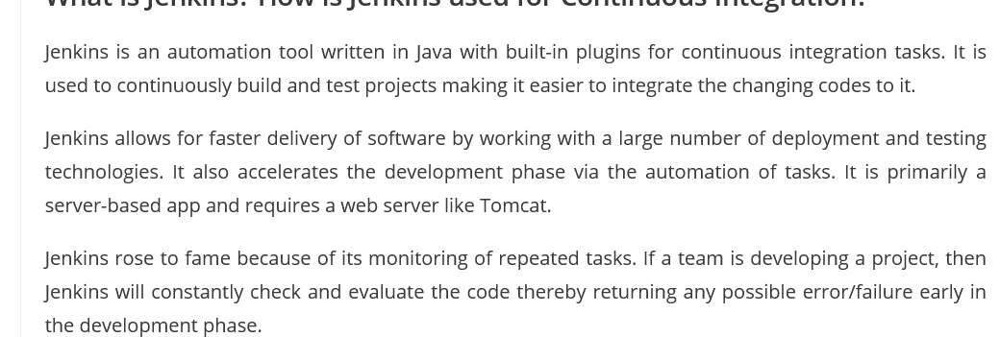 What is Jenkins? How is Jenkins used for Continuous Integration?
Jenkins is an automation tool written in Java with built-in plugins for continuous integration tasks. It is
used to continuously build and test projects making it easier to integrate the changing codes to it.
Jenkins allows for faster delivery of software by working with a large number of deployment and testing
technologies. It also accelerates the development phase via the automation of tasks. It is primarily a
server-based app and requires a web server like Tomcat.
Jenkins rose to fame because of its monitoring of repeated tasks. If a team is developing a project, then
Jenkins will constantly check and evaluate the code thereby returning any possible error/failure early in
the development phase.